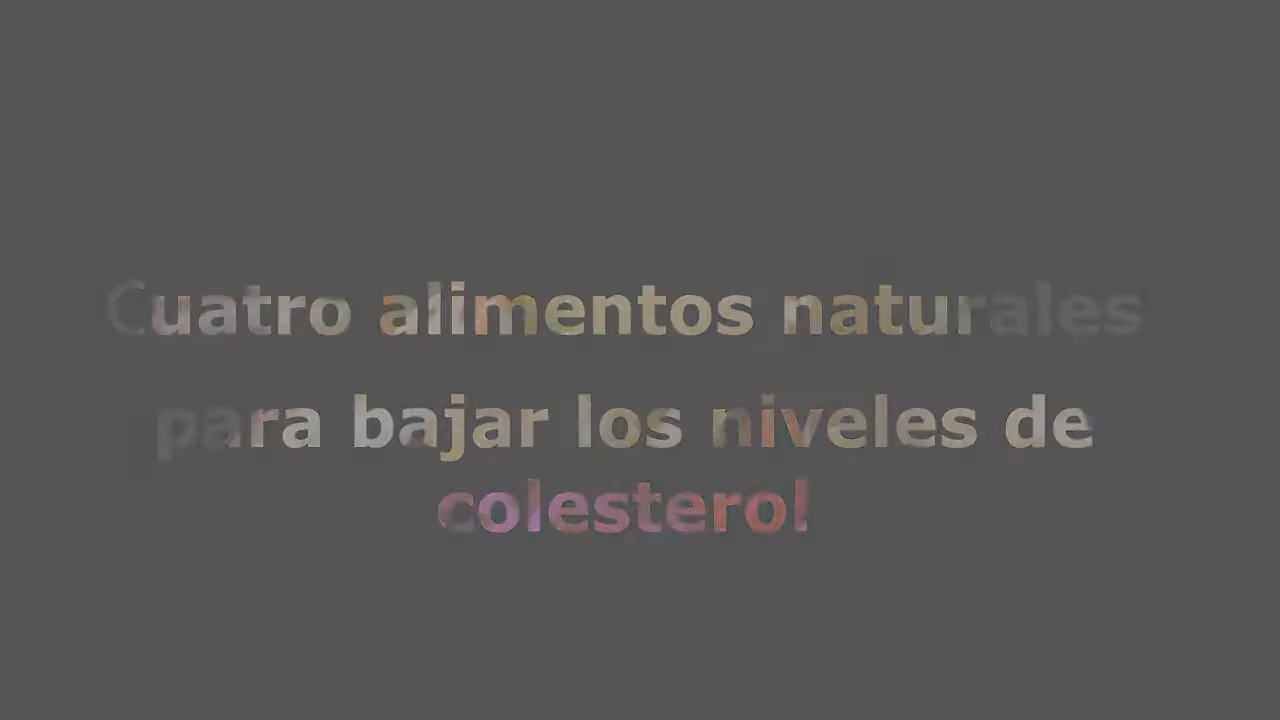 Cuatro alimentos naturales
para bajar los niveles de
colesterol